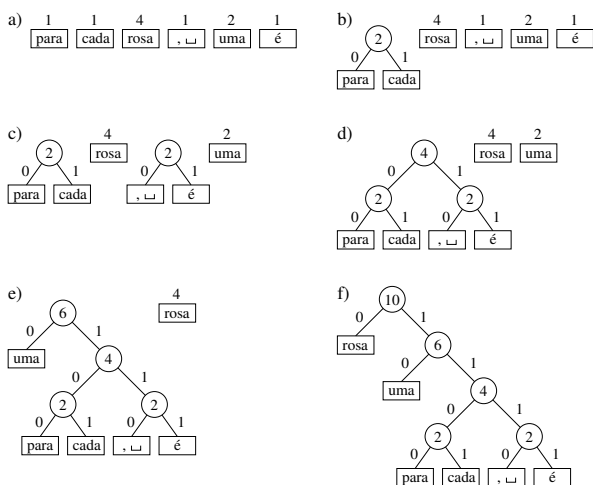 a) 1 1 4 1 2 1
para cada rosa , ␣ uma é
b) 2 4 1 2 1
rosa , ␣ uma é
0 1
para cada
c) 2 4 2 2
rosa uma
0 1 0 1
para cada , ␣ é
d) 4 4 2
rosa uma
0 1
2 2
0 1 0 1
para cada , ␣ é
e) 6 4
rosa
0 1
uma 4
0 1
2 2
0 1 0 1
para cada , ␣ é
f) 10
0 1
rosa 6
0 1
uma 4
0 1
2 2
0 1 0 1
para cada , ␣ é